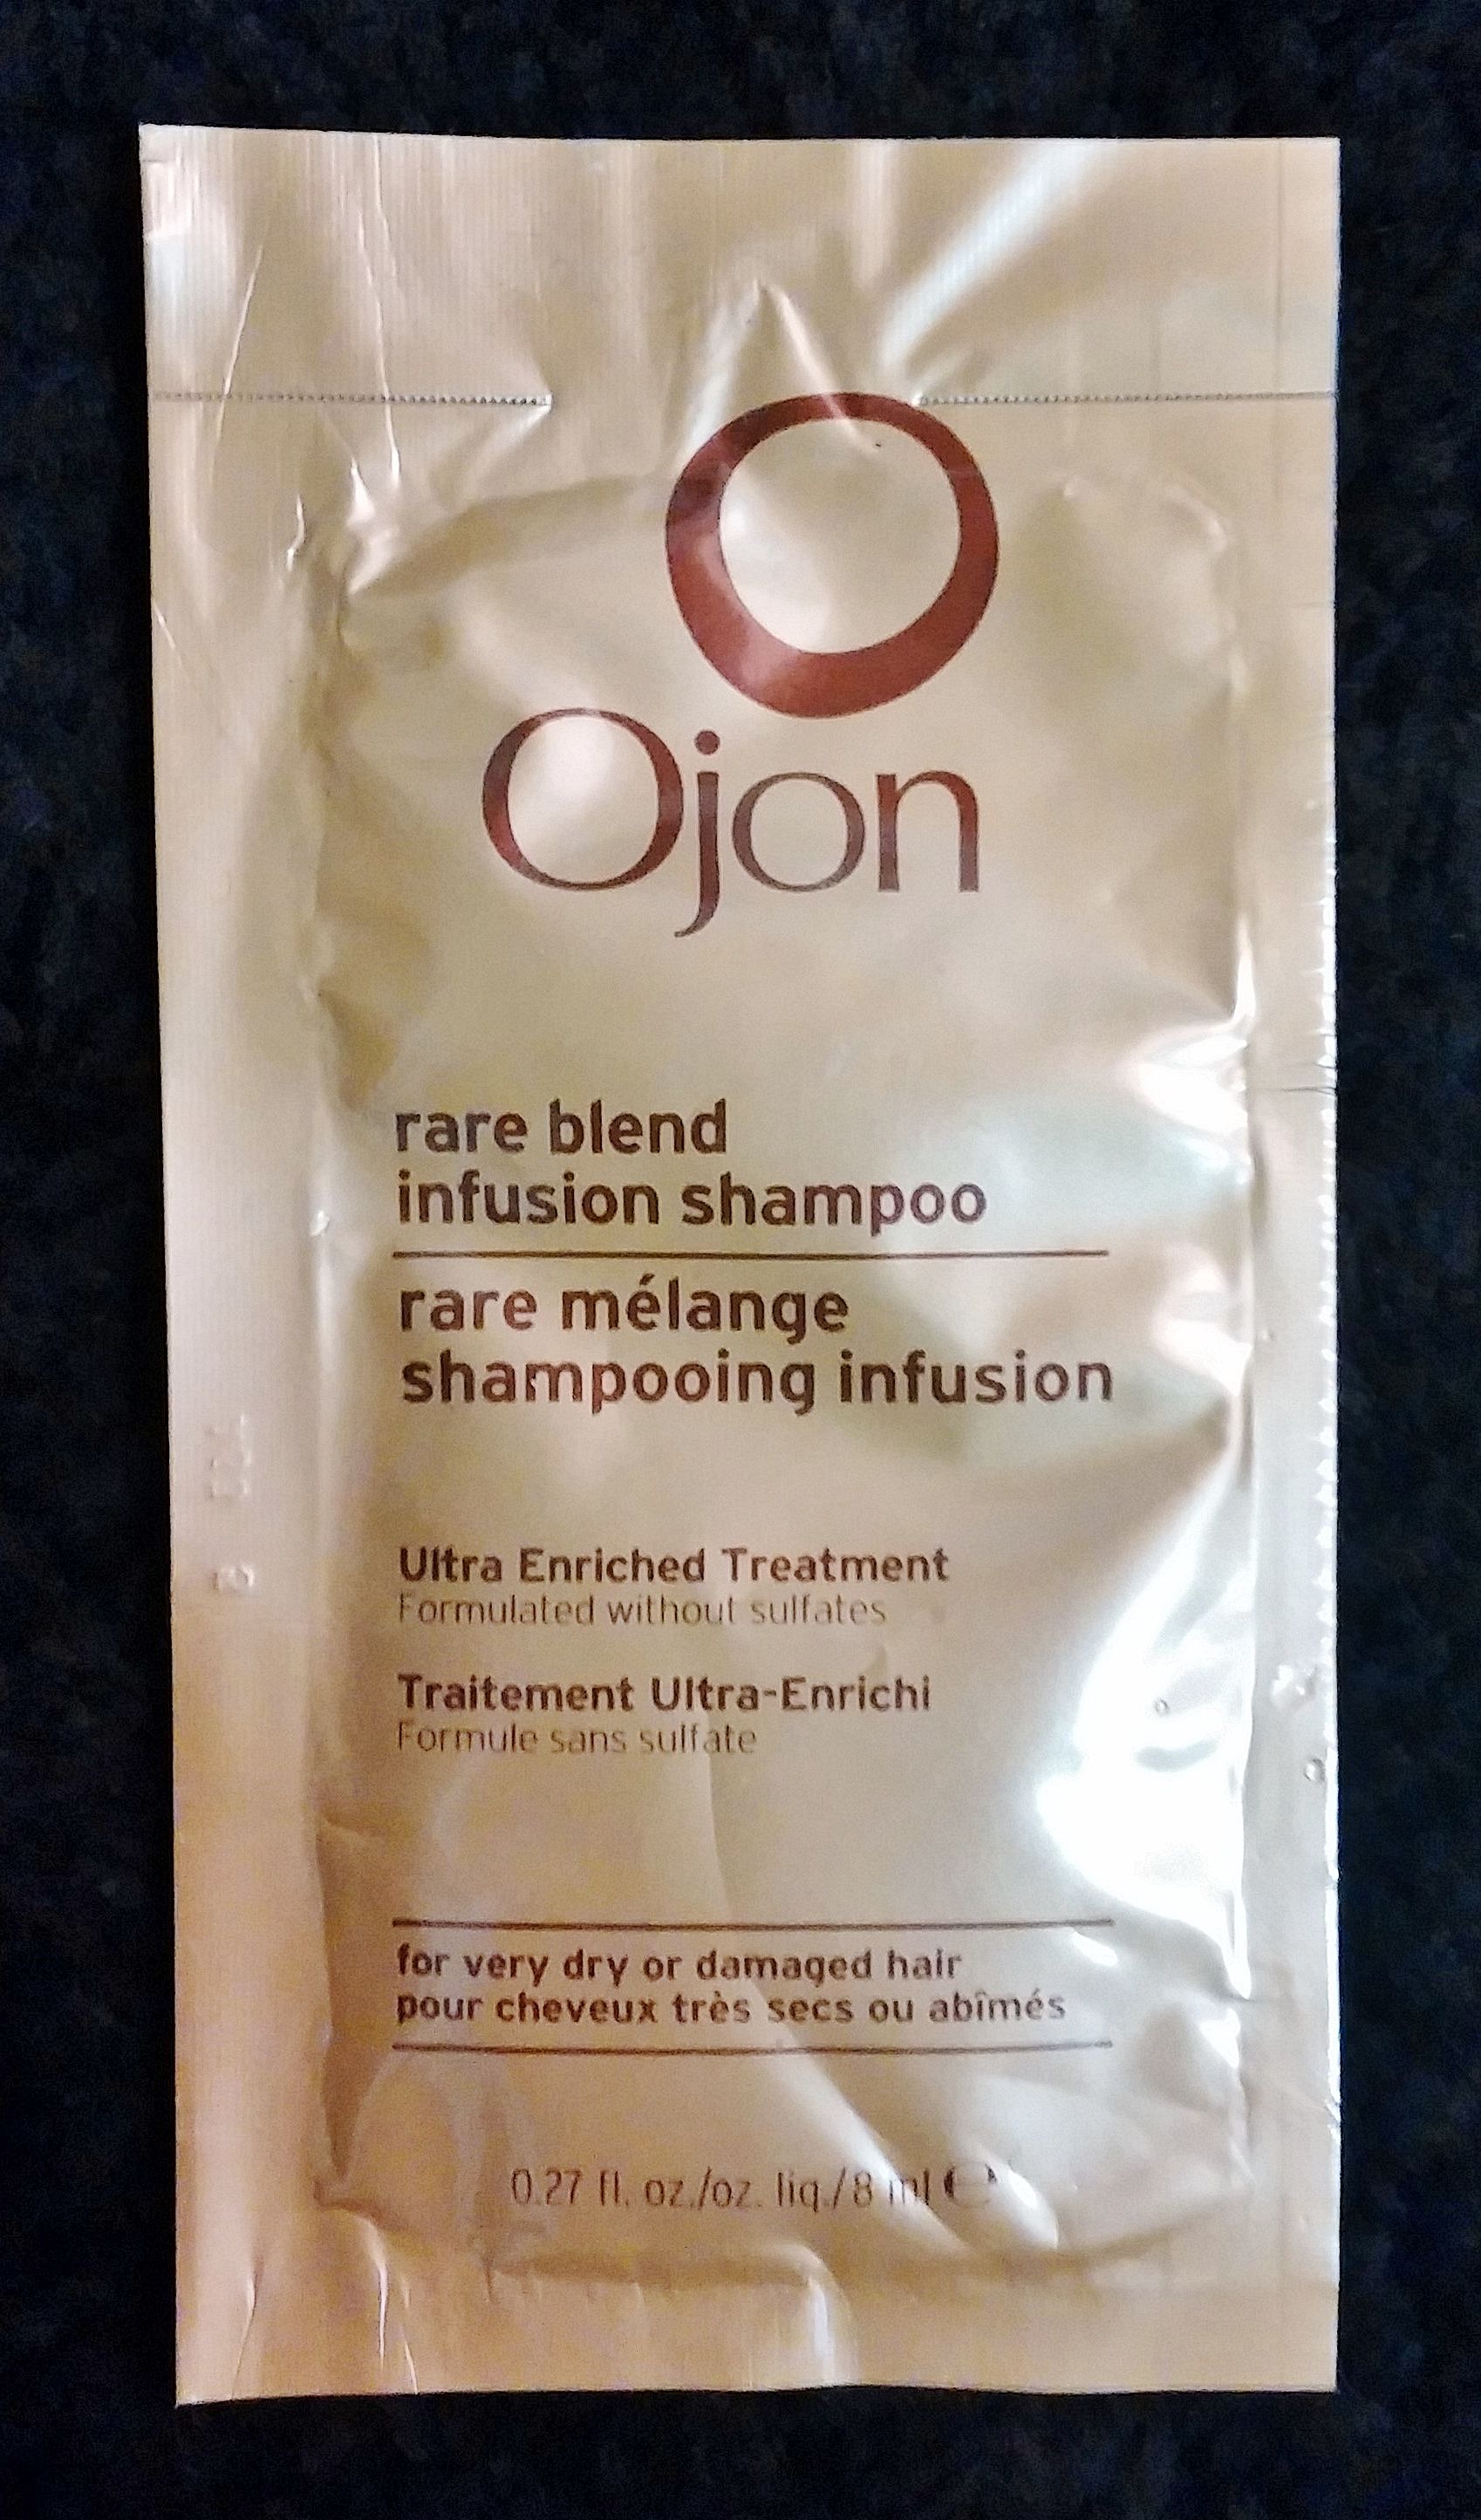 Ojon
rare blend
infusion shampoo
rare mélange
shampooing infusion
Ultra Enriched Treatment
Formulated without sulfates
Traitement Ultra-Enrichi
Formule sans sulfate
for very dry or damaged hair
pour cheveux très secs ou abîmés
0.27 fl. oz./oz. liq./8 ml ℮